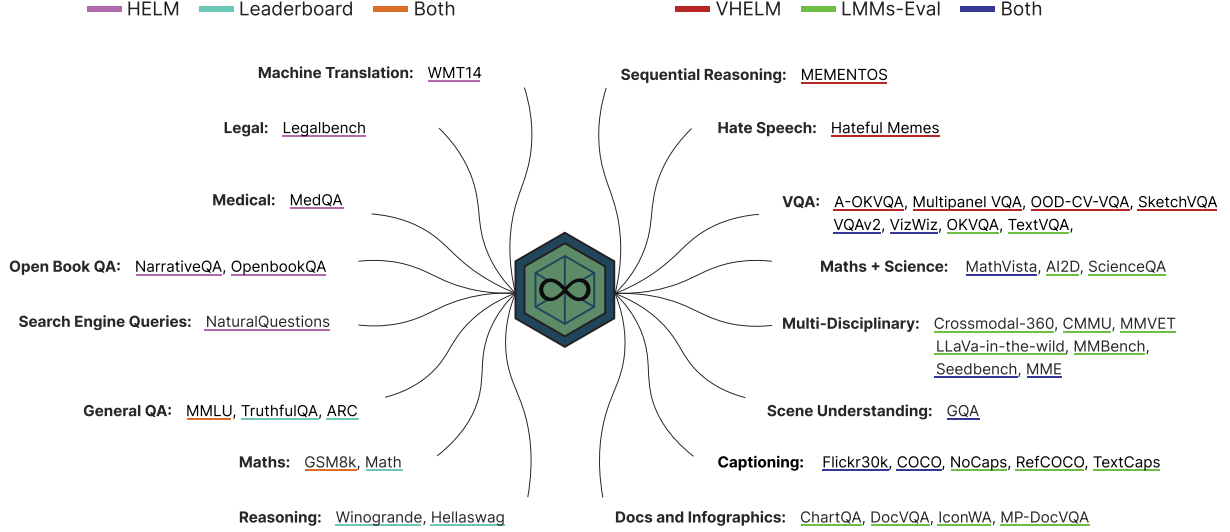 HELM Leaderboard Both
VHELM LMMs-Eval Both
Machine Translation: WMT14
Legal: Legalbench
Medical: MedQA
Open Book QA: NarrativeQA, OpenbookQA
Search Engine Queries: NaturalQuestions
General QA: MMLU, TruthfulQA, ARC
Maths: GSM8k, Math
Reasoning: Winogrande, Hellaswag
Sequential Reasoning: MEMENTOS
Hate Speech: Hateful Memes
VQA: A-OKVQA, Multipanel VQA, OOD-CV-VQA, SketchVQA
VQAv2, VizWiz, OKVQA, TextVQA,
Maths + Science: MathVista, AI2D, ScienceQA
Multi-Disciplinary: Crossmodal-360, CMMU, MMVET
LLaVa-in-the-wild, MMBench,
Seedbench, MME
Scene Understanding: GQA
Captioning: Flickr30k, COCO, NoCaps, RefCOCO, TextCaps
Docs and Infographics: ChartQA, DocVQA, IconWA, MP-DocVQA